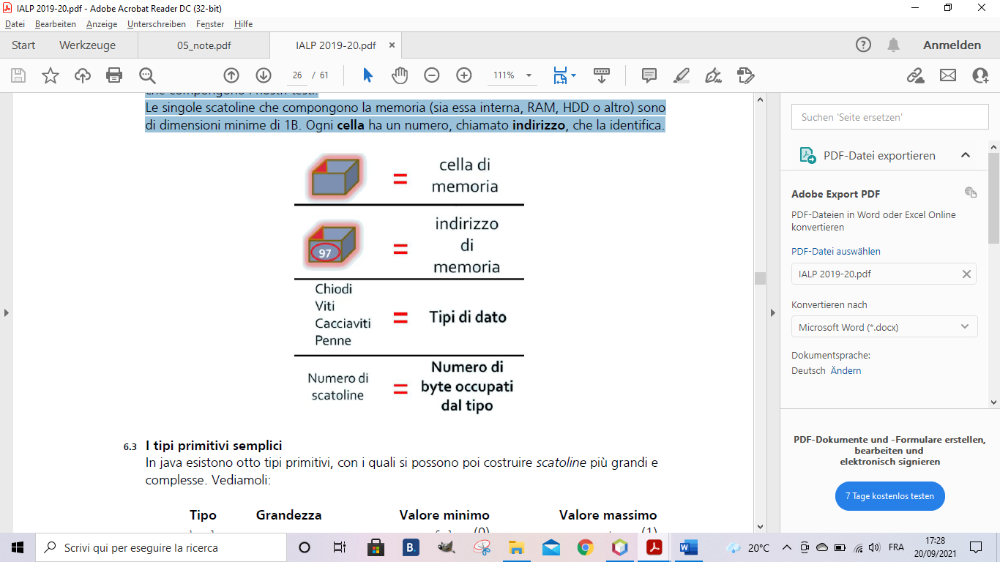 IALP 2019-20.pdf - Adobe Acrobat Reader DC (32-bit)
Datei Bearbeiten Anzeige Unterschreiben Fenster Hilfe
Start Werkzeuge 05_note.pdf IALP 2019-20.pdf Anmelden
26 / 61 111%
che compongono i nostri testi.
Le singole scatoline che compongono la memoria (sia essa interna, RAM, HDD o altro) sono
di dimensioni minime di 1B. Ogni cella ha un numero, chiamato indirizzo, che la identifica.
= cella di
memoria
97 = indirizzo
di
memoria
Chiodi
Viti
Cacciaviti
Penne
= Tipi di dato
Numero di
scatoline
= Numero di
byte occupati
dal tipo
6.3 I tipi primitivi semplici
In java esistono otto tipi primitivi, con i quali si possono poi costruire scatoline più grandi e
complesse. Vediamoli:
Tipo Grandezza Valore minimo Valore massimo
(0) (1)
Suchen 'Seite ersetzen'
PDF-Datei exportieren
Adobe Export PDF
PDF-Dateien in Word oder Excel Online
konvertieren
PDF-Datei auswählen
IALP 2019-20.pdf
Konvertieren nach
Microsoft Word (*.docx)
Dokumentsprache:
Deutsch Ändern
PDF-Dokumente und -Formulare erstellen,
bearbeiten und
elektronisch signieren
7 Tage kostenlos testen
Scrivi qui per eseguire la ricerca
B.
W
20°C
FRA
17:28
20/09/2021